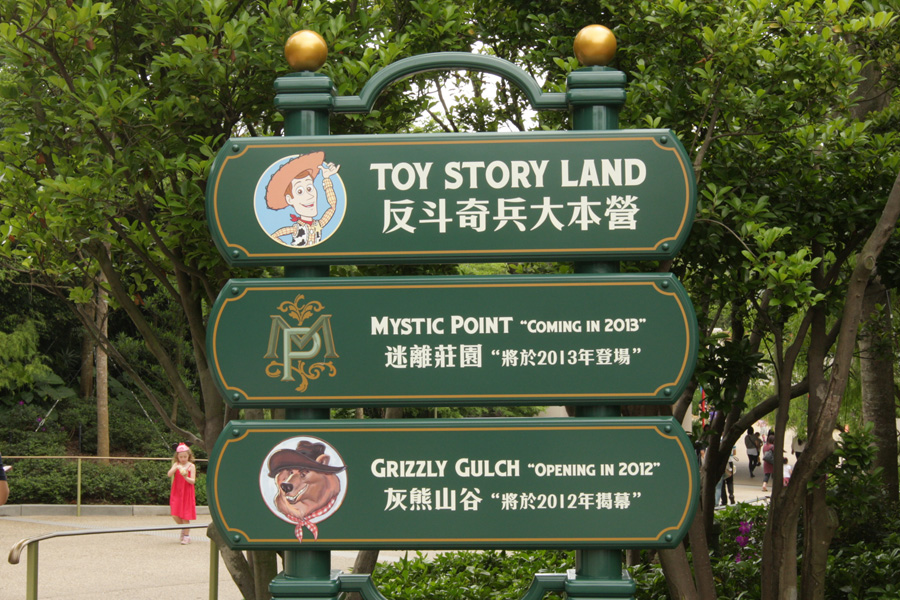 TOY STORY LAND
反斗奇兵大本營
MP
MYSTIC POINT "COMING IN 2013"
迷離莊園 "將於2013年登場"
GRIZZLY GULCH "OPENING IN 2012"
灰熊山谷 "將於2012年揭幕"